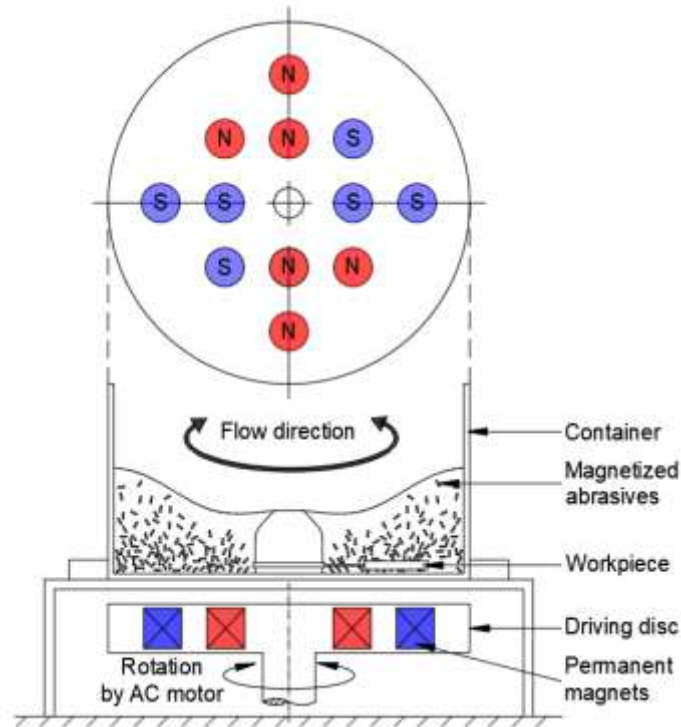 N
N N S
S S S S
S N N
N
Flow direction
Container
Magnetized
abrasives
Workpiece
Driving disc
Rotation
by AC motor
Permanent
magnets